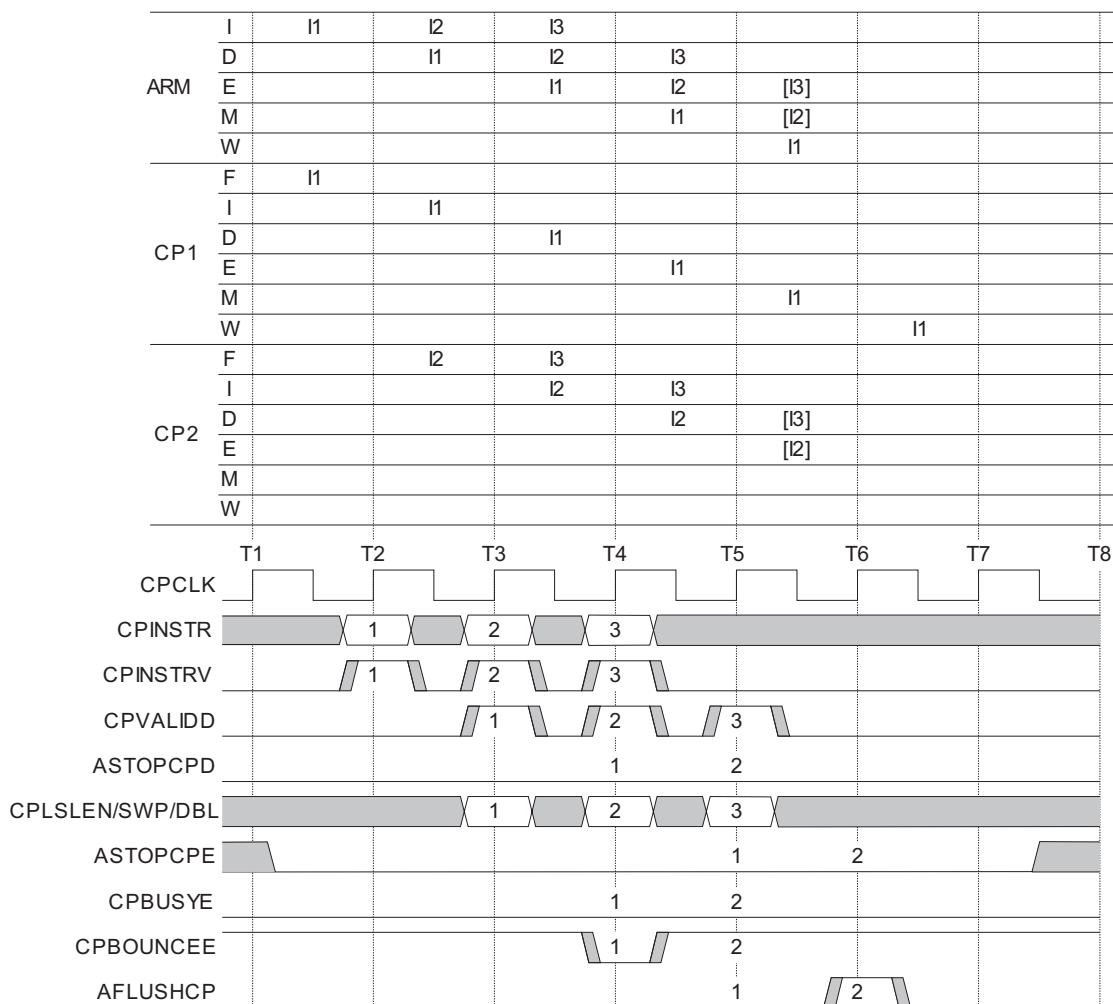 I I1 I2 I3
D I1 I2 I3
ARM E I1 I2 [I3]
M I1 [I2]
W I1
F I1
I I1
D I1
CP1
E I1
M I1
W I1
F I2 I3
I I2 I3
D I2 [I3]
CP2
E [I2]
M
W
T1 T2 T3 T4 T5 T6 T7 T8
CPCLK
CPINSTR 1 2 3
CPINSTRV 1 2 3
CPVALIDD 1 2 3
ASTOPCPD 1 2
CPLSLEN/SWP/DBL 1 2 3
ASTOPCPE 1 2
CPBUSYE 1 2
CPBOUNCEE 1 2
AFLUSHCP 1 2